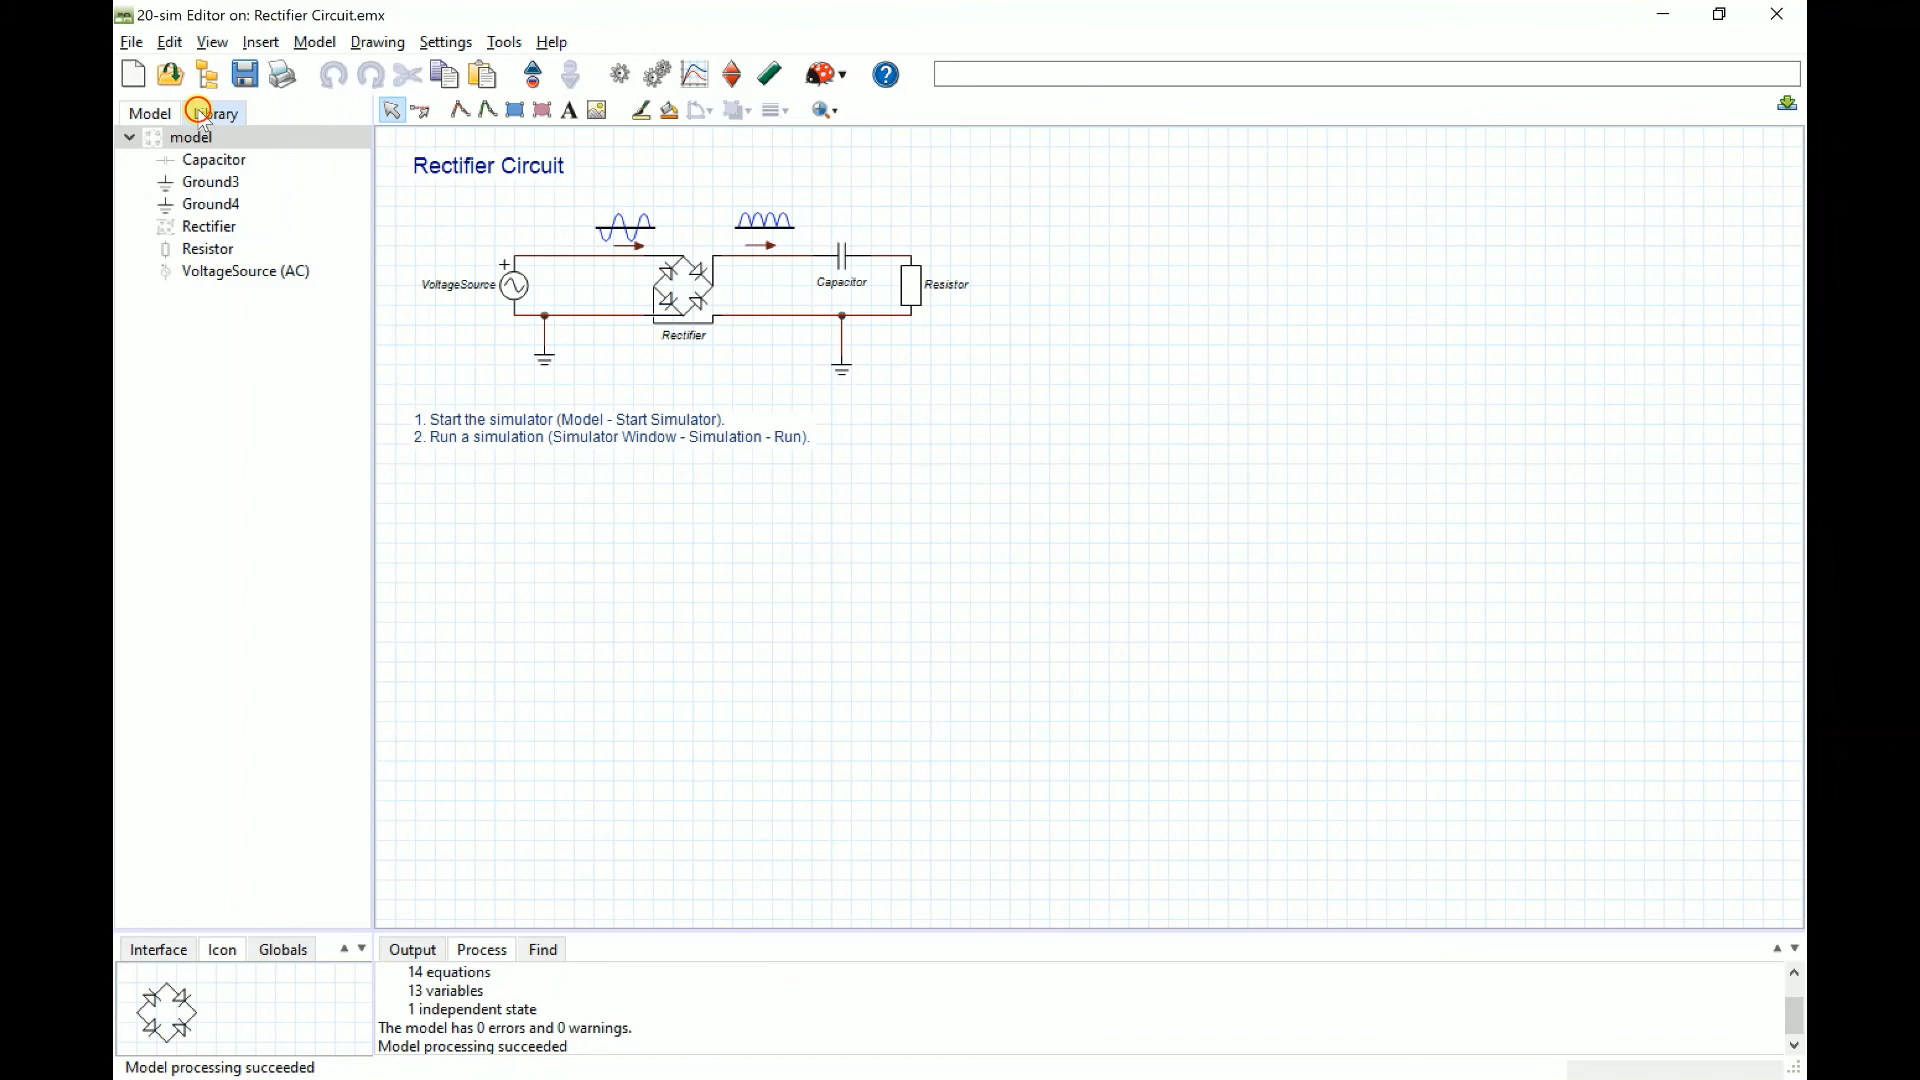 20-sim Editor on: Rectifier Circuit.emx
File Edit View Insert Model Drawing Settings Tools Help
Model Library
model
Capacitor
Ground3
Ground4
Rectifier
Resistor
VoltageSource (AC)
Rectifier Circuit
VoltageSource
+
Capacitor
Resistor
Rectifier
1. Start the simulator (Model - Start Simulator).
2. Run a simulation (Simulator Window - Simulation - Run).
Interface Icon Globals
Output Process Find
14 equations
13 variables
1 independent state
The model has 0 errors and 0 warnings.
Model processing succeeded
Model processing succeeded